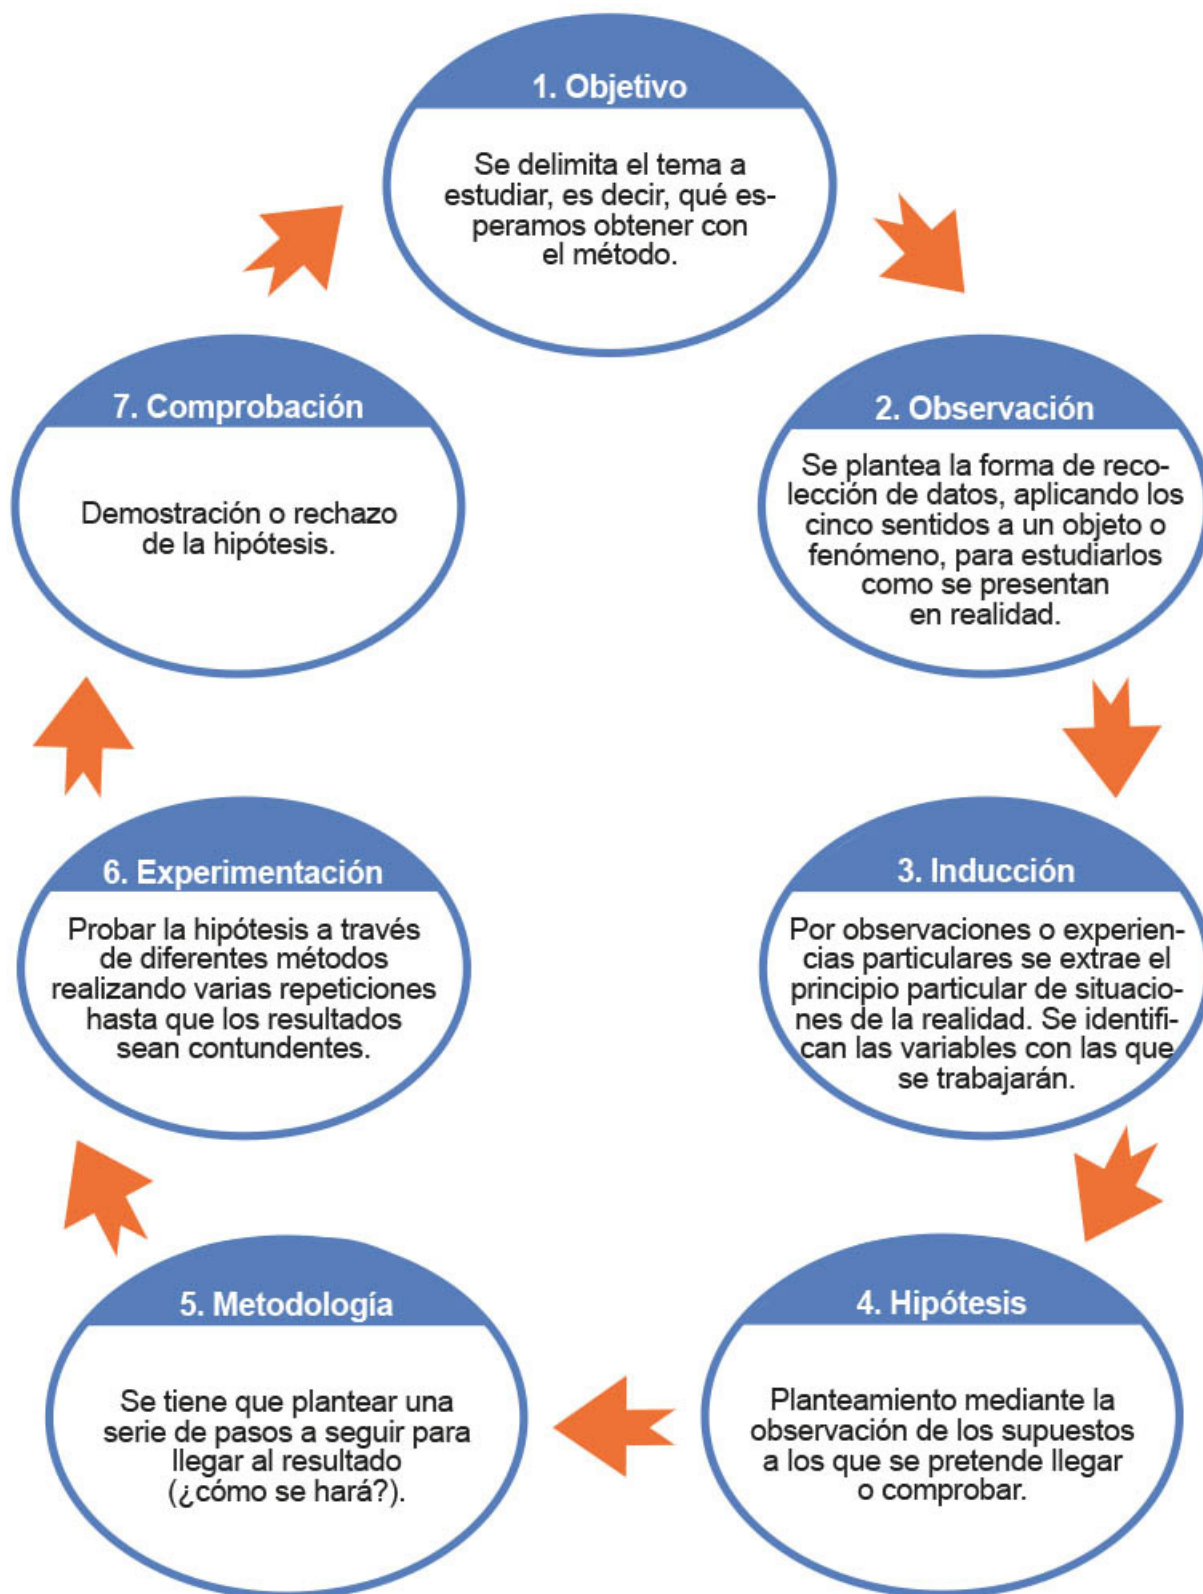 1. Objetivo
Se delimita el tema a
estudiar, es decir, qué es-
peramos obtener con
el método.
2. Observación
Se plantea la forma de reco-
lección de datos, aplicando los
cinco sentidos a un objeto o
fenómeno, para estudiarlos
como se presentan
en realidad.
3. Inducción
Por observaciones o experien-
cias particulares se extrae el
principio particular de situacio-
nes de la realidad. Se identifi-
can las variables con las que
se trabajarán.
4. Hipótesis
Planteamiento mediante la
observación de los supuestos
a los que se pretende llegar
o comprobar.
5. Metodología
Se tiene que plantear una
serie de pasos a seguir para
llegar al resultado
(¿cómo se hará?).
6. Experimentación
Probar la hipótesis a través
de diferentes métodos
realizando varias repeticiones
hasta que los resultados
sean contundentes.
7. Comprobación
Demostración o rechazo
de la hipótesis.